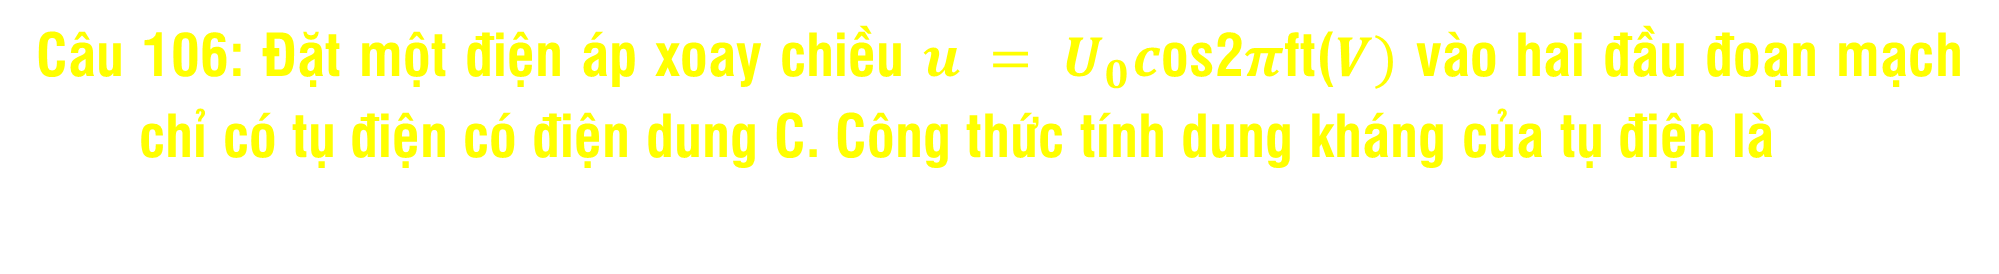 Câu 106: Đặt một điện áp xoay chiều u = U₀cos2πft(V) vào hai đầu đoạn mạch
chỉ có tụ điện có điện dung C. Công thức tính dung kháng của tụ điện là